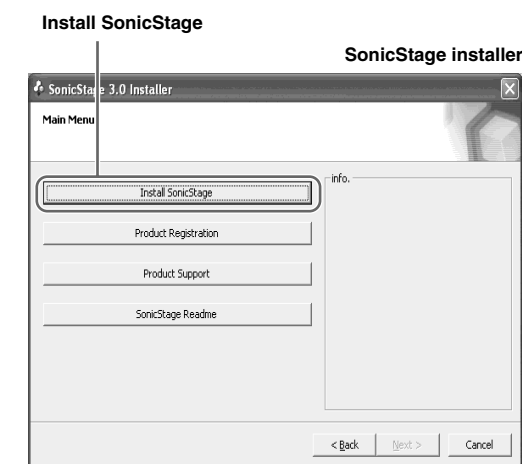 Install SonicStage
SonicStage installer
SonicStage 3.0 Installer
Main Menu
Install SonicStage
info.
Product Registration
Product Support
SonicStage Readme
< Back
Next >
Cancel